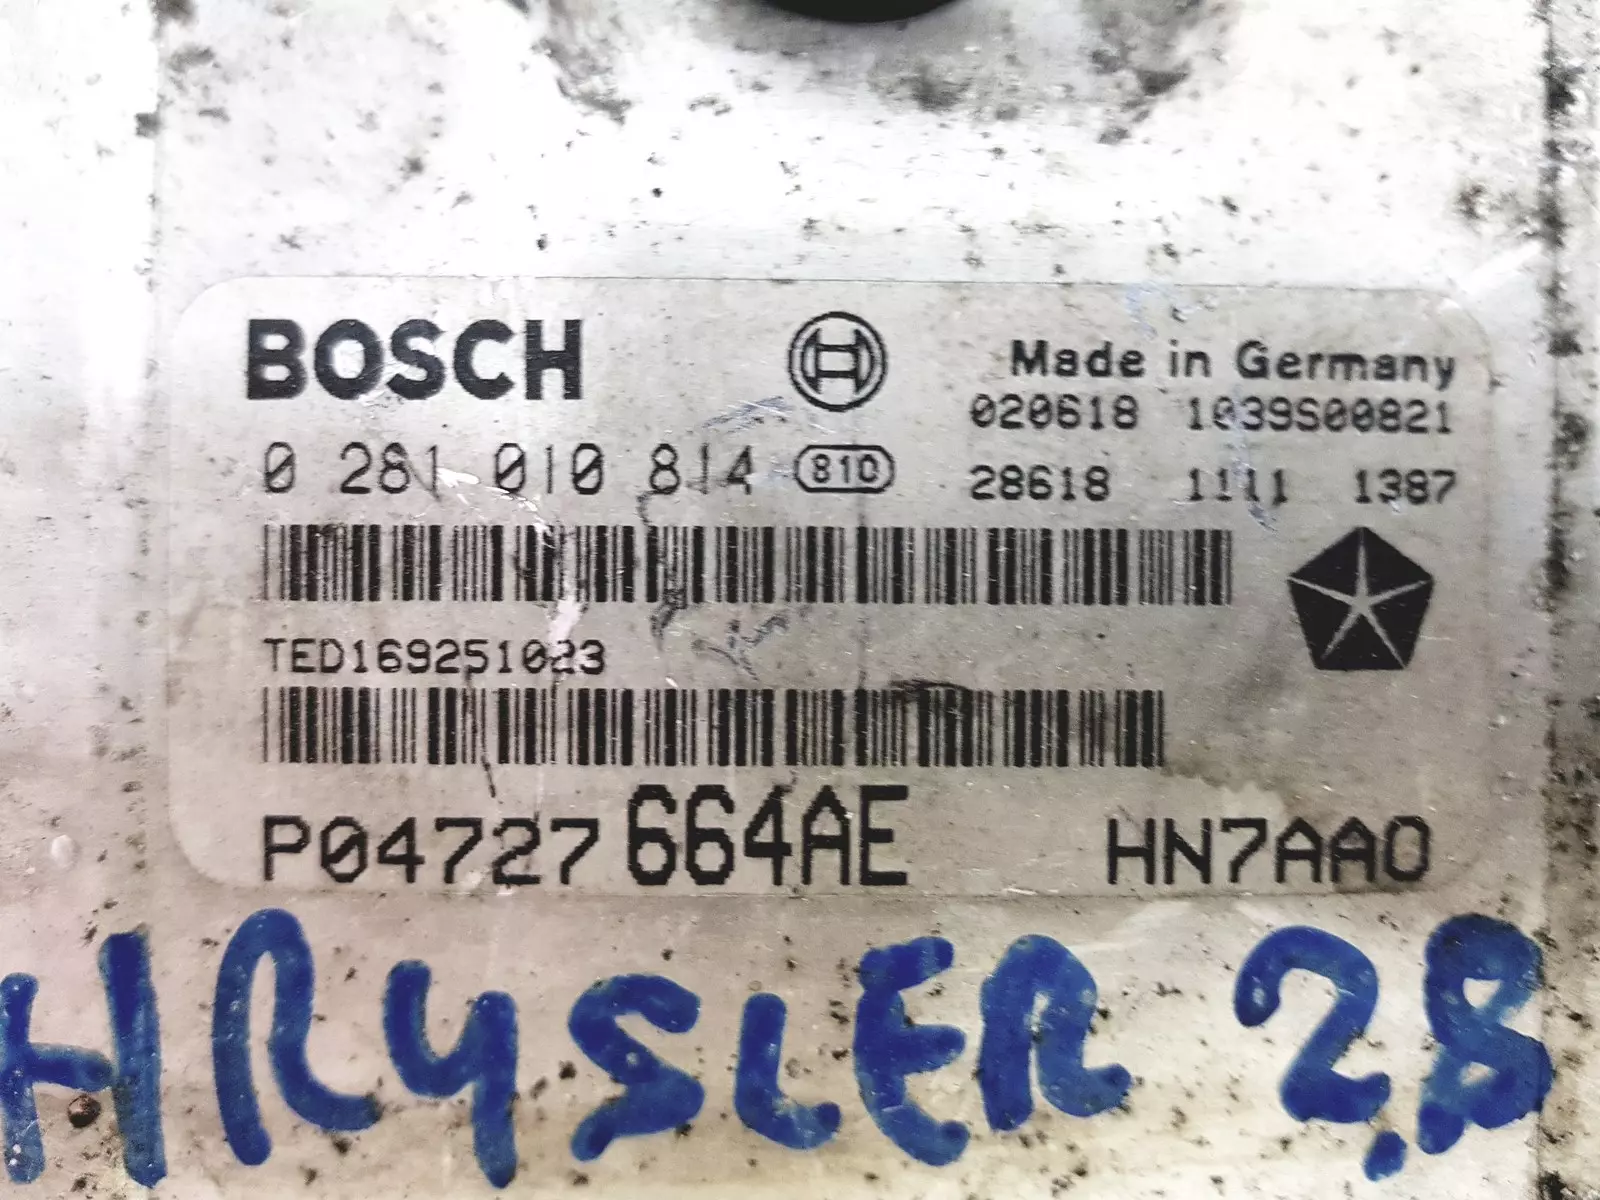 BOSCH
Made in Germany
020618 1039S00821
0 281 010 814 810
28618 1111 1387
TED169251023
P04727664AE HN7AAO
HRYSLER 2,8